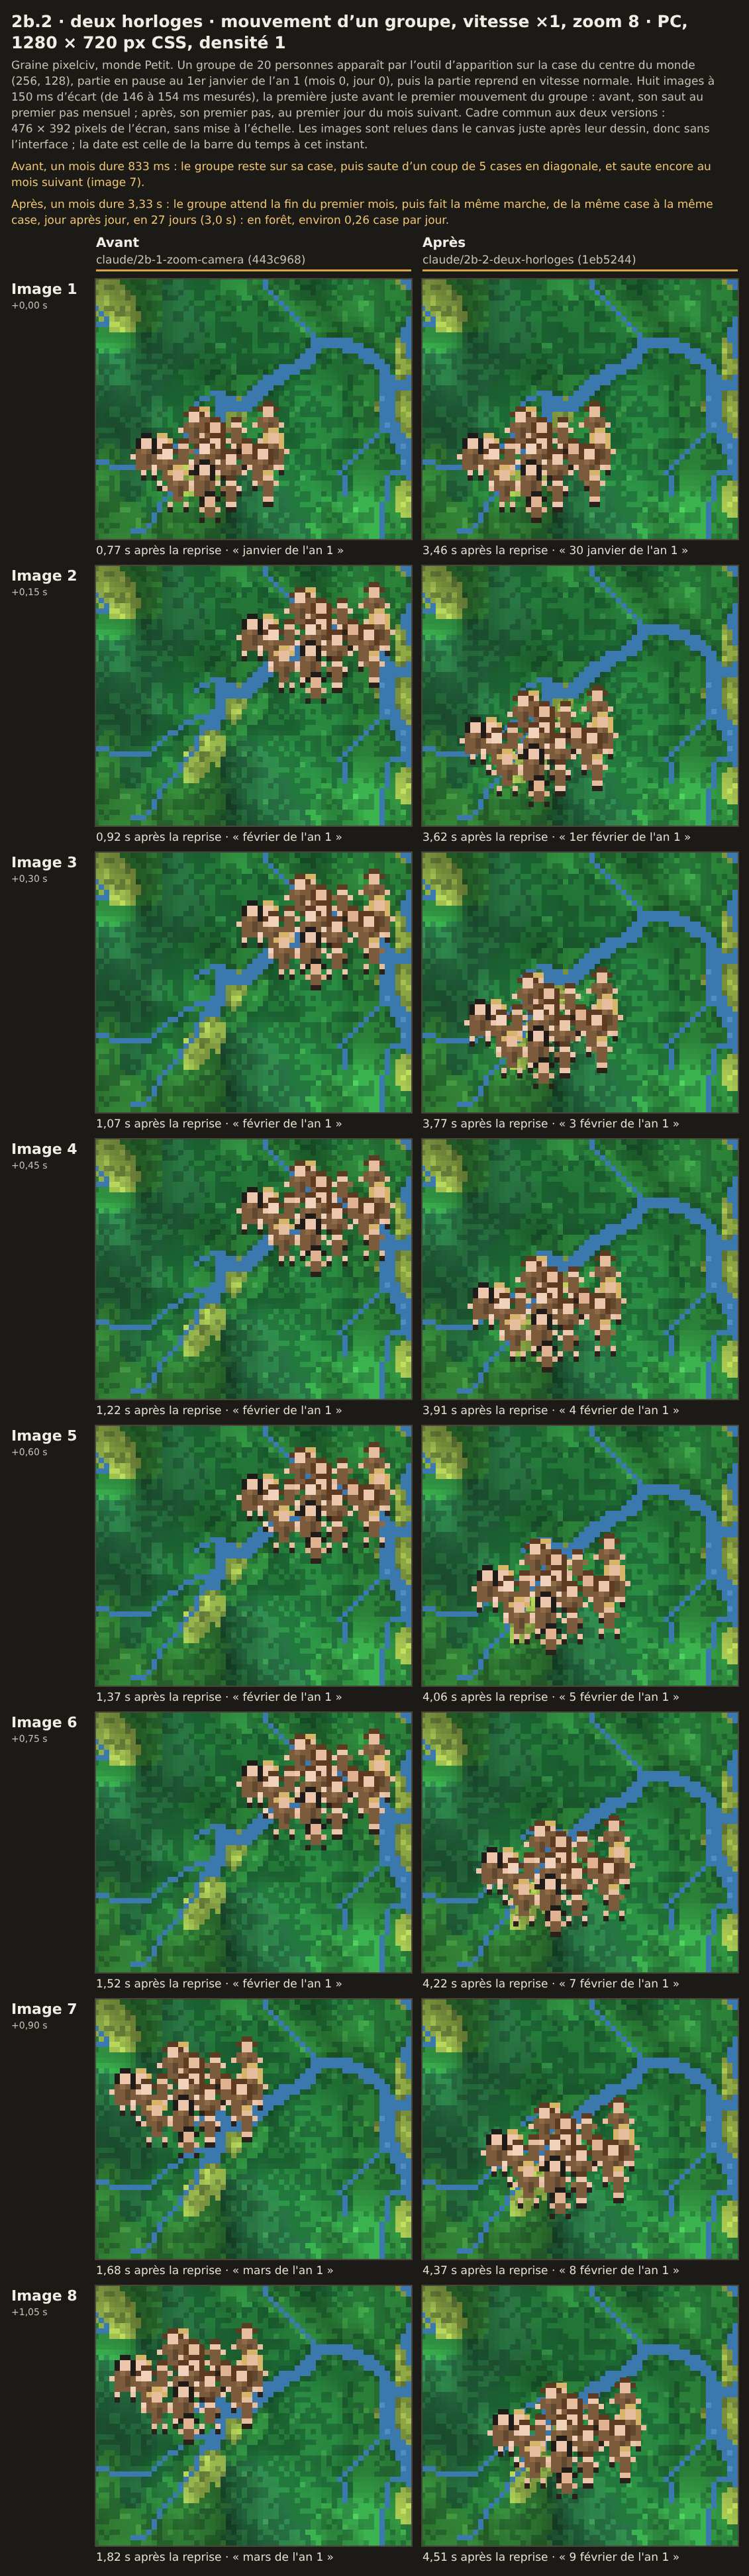 2b.2 · deux horloges · mouvement d’un groupe, vitesse ×1, zoom 8 · PC,
1280 × 720 px CSS, densité 1
Graine pixelciv, monde Petit. Un groupe de 20 personnes apparaît par l’outil d’apparition sur la case du centre du monde
(256, 128), partie en pause au 1er janvier de l’an 1 (mois 0, jour 0), puis la partie reprend en vitesse normale. Huit images à
150 ms d’écart (de 146 à 154 ms mesurés), la première juste avant le premier mouvement du groupe : avant, son saut au
premier pas mensuel ; après, son premier pas, au premier jour du mois suivant. Cadre commun aux deux versions :
476 × 392 pixels de l’écran, sans mise à l’échelle. Les images sont relues dans le canvas juste après leur dessin, donc sans
l’interface ; la date est celle de la barre du temps à cet instant.
Avant, un mois dure 833 ms : le groupe reste sur sa case, puis saute d’un coup de 5 cases en diagonale, et saute encore au
mois suivant (image 7).
Après, un mois dure 3,33 s : le groupe attend la fin du premier mois, puis fait la même marche, de la même case à la même
case, jour après jour, en 27 jours (3,0 s) : en forêt, environ 0,26 case par jour.
Avant
claude/2b-1-zoom-camera (443c968)
Après
claude/2b-2-deux-horloges (1eb5244)
Image 1
+0,00 s
0,77 s après la reprise · « janvier de l'an 1 »
3,46 s après la reprise · « 30 janvier de l'an 1 »
Image 2
+0,15 s
0,92 s après la reprise · « février de l'an 1 »
3,62 s après la reprise · « 1er février de l'an 1 »
Image 3
+0,30 s
1,07 s après la reprise · « février de l'an 1 »
3,77 s après la reprise · « 3 février de l'an 1 »
Image 4
+0,45 s
1,22 s après la reprise · « février de l'an 1 »
3,91 s après la reprise · « 4 février de l'an 1 »
Image 5
+0,60 s
1,37 s après la reprise · « février de l'an 1 »
4,06 s après la reprise · « 5 février de l'an 1 »
Image 6
+0,75 s
1,52 s après la reprise · « février de l'an 1 »
4,22 s après la reprise · « 7 février de l'an 1 »
Image 7
+0,90 s
1,68 s après la reprise · « mars de l'an 1 »
4,37 s après la reprise · « 8 février de l'an 1 »
Image 8
+1,05 s
1,82 s après la reprise · « mars de l'an 1 »
4,51 s après la reprise · « 9 février de l'an 1 »